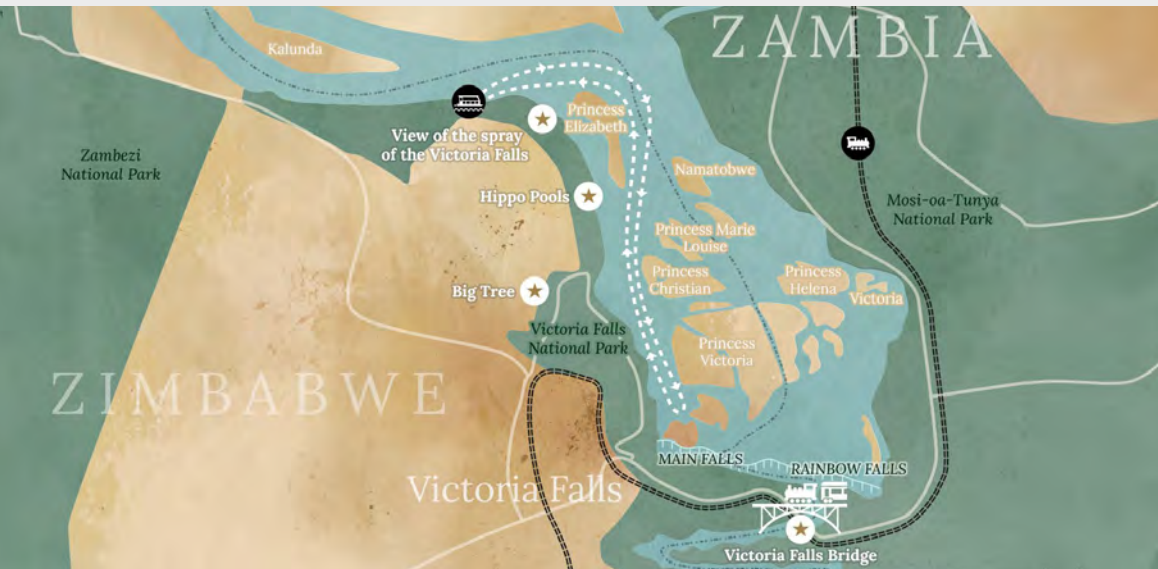 ZAMBIA
Kalunda
Princess
Elizabeth
View of the spray
of the Victoria Falls
Zambezi
National Park
Namatobwe
Hippo Pools
Mosi-oa-Tunya
National Park
Princess Marie
Louise
Princess
Christian
Princess
Helena
Victoria
Big Tree
Victoria Falls
National Park
Princess
Victoria
ZIMBABWE
MAIN FALLS
RAINBOW FALLS
Victoria Falls
Victoria Falls Bridge